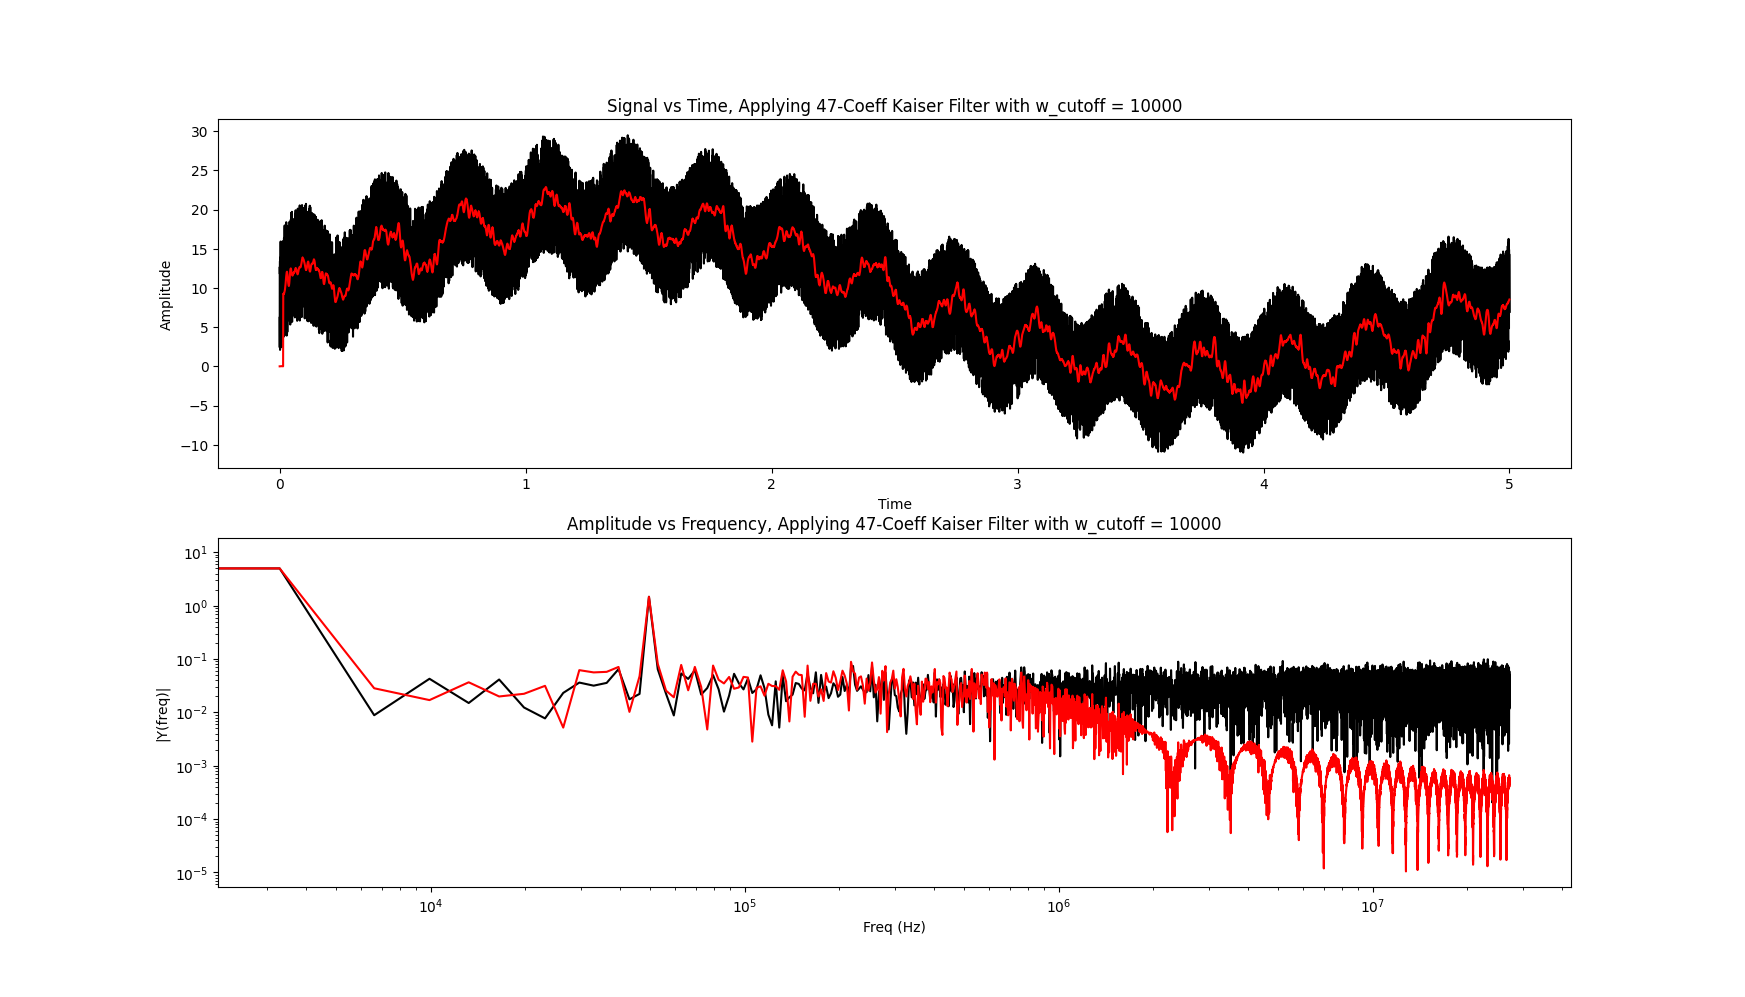 Signal vs Time, Applying 47-Coeff Kaiser Filter with w_cutoff = 10000
30
25
20
15
10
5
0
−5
−10
Amplitude
0 1 2 3 4 5
Time
Amplitude vs Frequency, Applying 47-Coeff Kaiser Filter with w_cutoff = 10000
10¹
10⁰
10⁻¹
10⁻²
10⁻³
10⁻⁴
10⁻⁵
|Y(freq)|
10⁴ 10⁵ 10⁶ 10⁷
Freq (Hz)